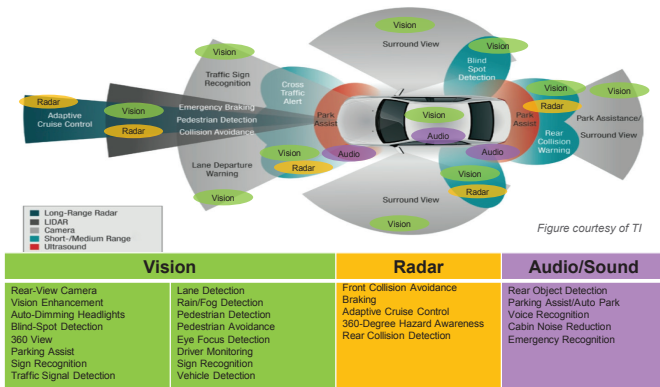 Vision
Surround View
Vision
Vision
Traffic Sign
Recognition
Blind
Spot
Detection
Cross
Traffic
Alert
Vision
Vision
Radar
Radar
Vision
Emergency Braking
Park
Assist
Vision
Park
Assist
Adaptive
Cruise Control
Pedestrian Detection
Park Assistance/
Surround View
Radar
Collision Avoidance
Audio
Rear
Collision
Warning
Vision
Audio
Audio
Lane Departure
Warning
Radar
Vision
Radar
Vision
Surround View
Vision
Long-Range Radar
LIDAR
Camera
Short-/Medium Range
Ultrasound
Figure courtesy of TI
Vision
Rear-View Camera
Vision Enhancement
Auto-Dimming Headlights
Blind-Spot Detection
360 View
Parking Assist
Sign Recognition
Traffic Signal Detection
Lane Detection
Rain/Fog Detection
Pedestrian Detection
Pedestrian Avoidance
Eye Focus Detection
Driver Monitoring
Sign Recognition
Vehicle Detection
Radar
Front Collision Avoidance
Braking
Adaptive Cruise Control
360-Degree Hazard Awareness
Rear Collision Detection
Audio/Sound
Rear Object Detection
Parking Assist/Auto Park
Voice Recognition
Cabin Noise Reduction
Emergency Recognition